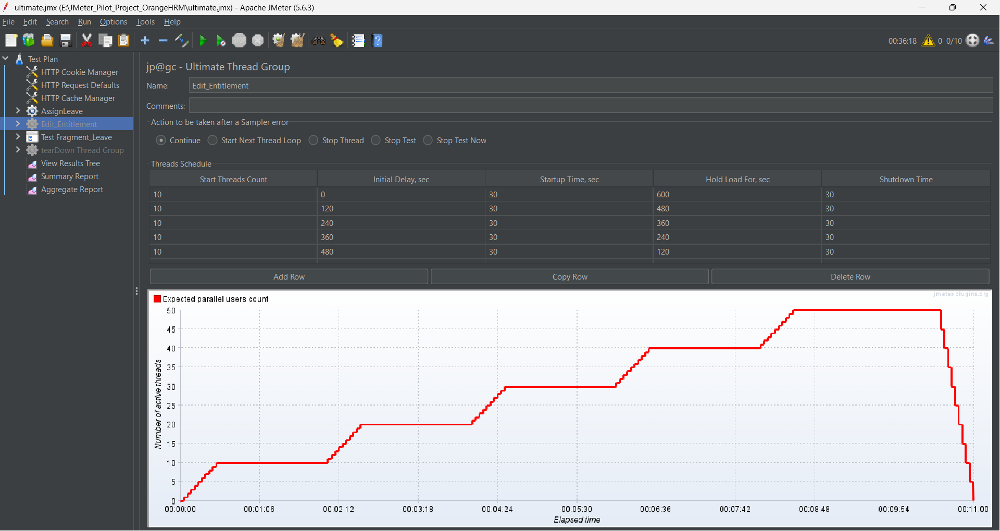 ultimate.jmx (E:\JMeter_Pilot_Project_OrangeHRM\ultimate.jmx) - Apache JMeter (5.6.3)
File Edit Search Run Options Tools Help
STOP
00:36:18 0 0/10
Test Plan
HTTP Cookie Manager
HTTP Request Defaults
HTTP Cache Manager
AssignLeave
Edit_Entitlement
Test Fragment_Leave
tearDown Thread Group
View Results Tree
Summary Report
Aggregate Report
jp@gc - Ultimate Thread Group
Name: Edit_Entitlement
Comments:
Action to be taken after a Sampler error
Continue Start Next Thread Loop Stop Thread Stop Test Stop Test Now
Threads Schedule
Start Threads Count Initial Delay, sec Startup Time, sec Hold Load For, sec Shutdown Time
10 0 30 600 30
10 120 30 480 30
10 240 30 360 30
10 360 30 240 30
10 480 30 120 30
Add Row Copy Row Delete Row
jmeter-plugins.org
Expected parallel users count
50
45
40
35
30
25
20
15
10
5
0
Number of active threads
00:00:00 00:01:06 00:02:12 00:03:18 00:04:24 00:05:30 00:06:36 00:07:42 00:08:48 00:09:54 00:11:00
Elapsed time